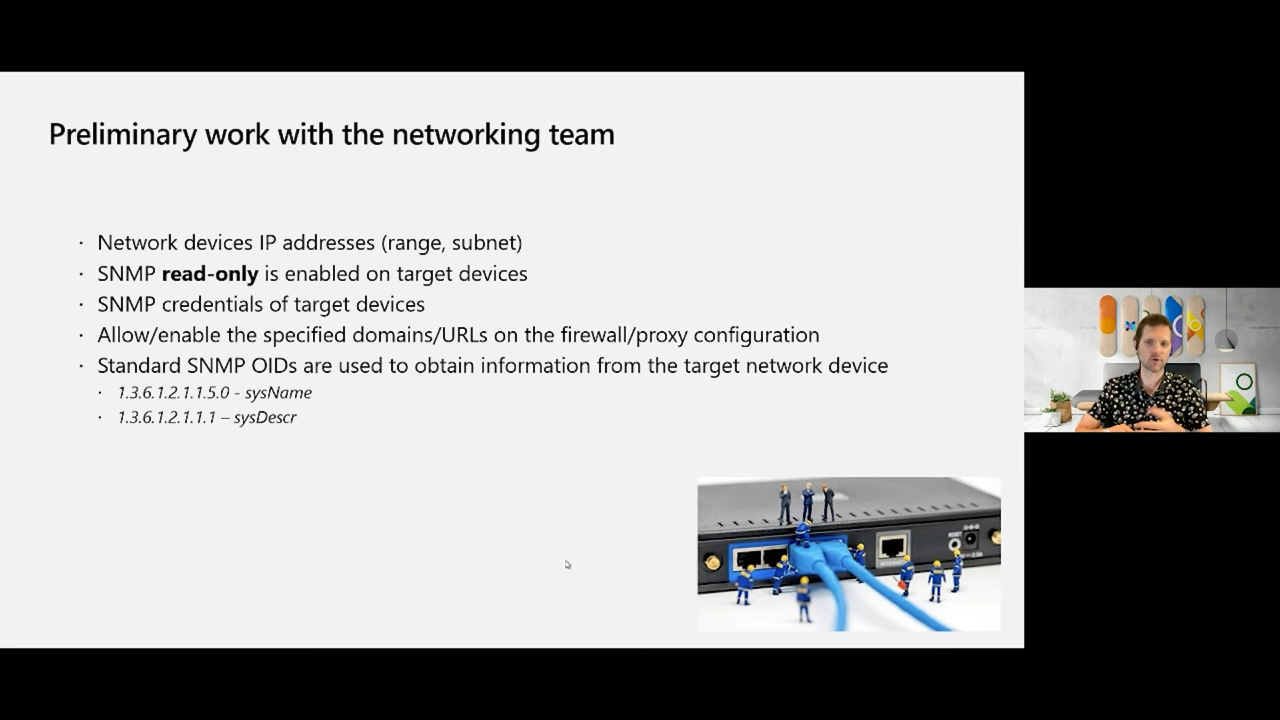 Preliminary work with the networking team
· Network devices IP addresses (range, subnet)
· SNMP read-only is enabled on target devices
· SNMP credentials of target devices
· Allow/enable the specified domains/URLs on the firewall/proxy configuration
· Standard SNMP OIDs are used to obtain information from the target network device
· 1.3.6.1.2.1.1.5.0 - sysName
· 1.3.6.1.2.1.1.1 – sysDescr
RESET